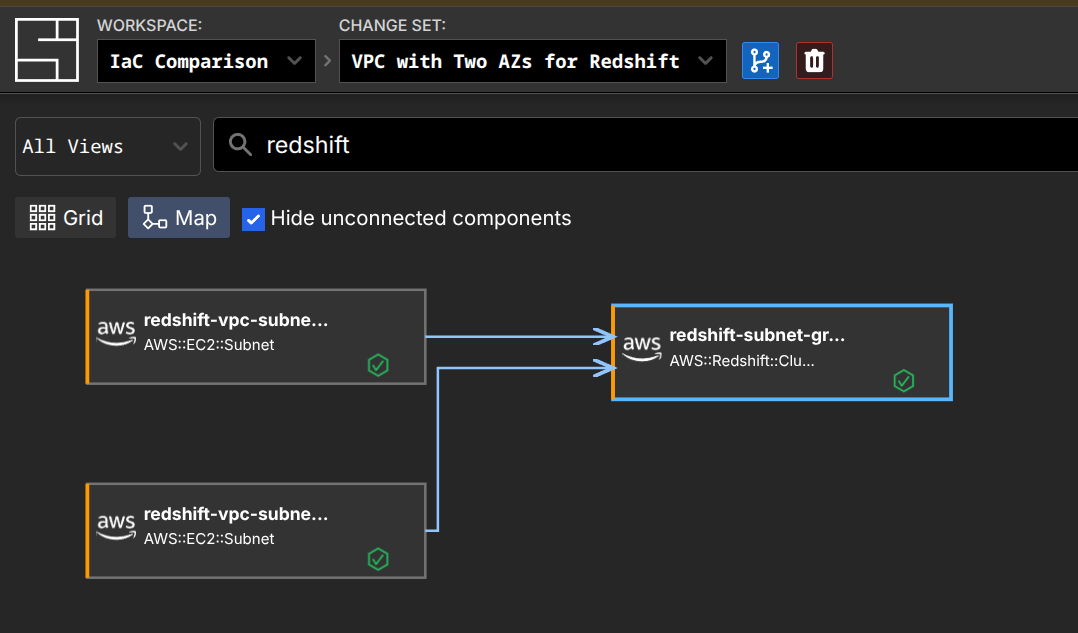 WORKSPACE:
CHANGE SET:
IaC Comparison
VPC with Two AZs for Redshift
All Views
redshift
Grid
Map
Hide unconnected components
aws
redshift-vpc-subne...
AWS::EC2::Subnet
aws
redshift-subnet-gr...
AWS::Redshift::Clu...
aws
redshift-vpc-subne...
AWS::EC2::Subnet